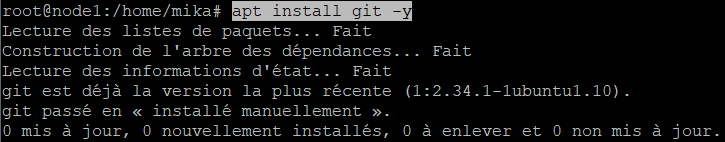 root@node1:/home/mika# apt install git -y
Lecture des listes de paquets... Fait
Construction de l'arbre des dépendances... Fait
Lecture des informations d'état... Fait
git est déjà la version la plus récente (1:2.34.1-1ubuntu1.10).
git passé en « installé manuellement ».
0 mis à jour, 0 nouvellement installés, 0 à enlever et 0 non mis à jour.